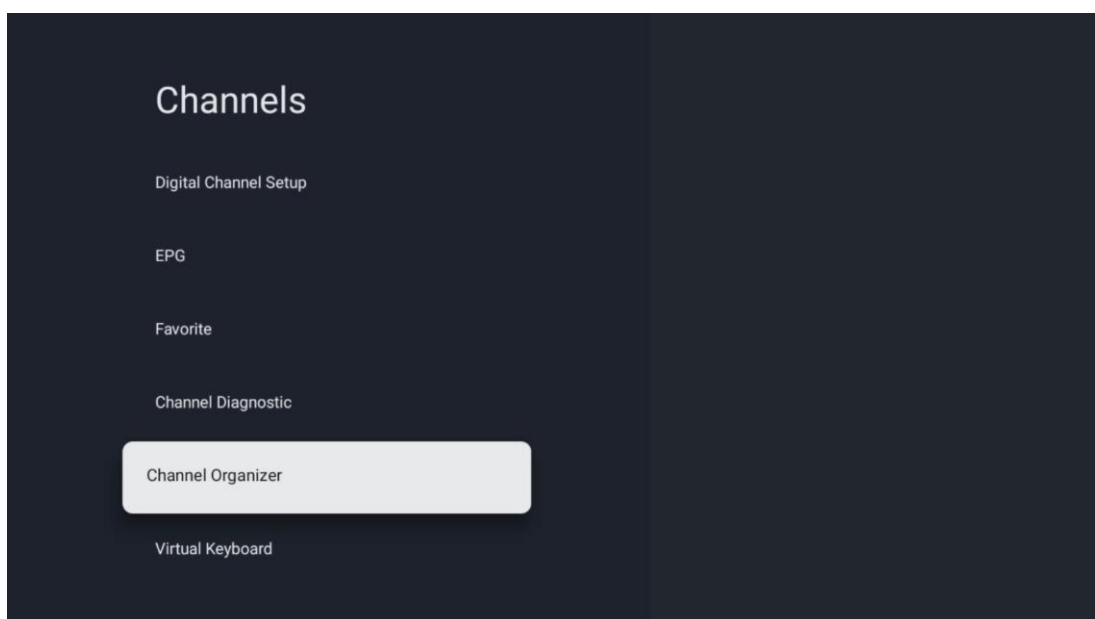 Channels
Digital Channel Setup
EPG
Favorite
Channel Diagnostic
Channel Organizer
Virtual Keyboard